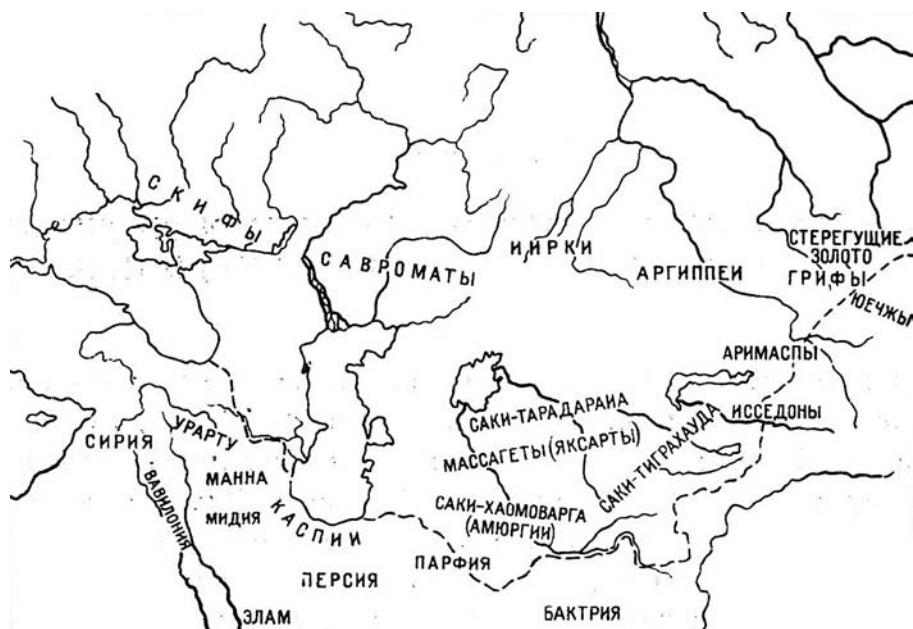 СКИФЫ
САВРОМАТЫ
ИИРКИ
АРГИППЕИ
СТЕРЕГУЩИЕ
ЗОЛОТО
ГРИФЫ
ЮЕЧЖЫ
АРИМАСПЫ
ИССЕДОНЫ
САКИ-ТАРАДАРАИА
МАССАГЕТЫ (ЯКСАРТЫ)
САКИ-ТИГРАХАУДА
САКИ-ХАОМОВАРГА
(АМЮРГИИ)
СИРИЯ
УРАРТУ
МАННА
МИДИЯ
ВАВИЛОНИЯ
КАСПИИ
ПЕРСИЯ
ПАРФИЯ
ЭЛАМ
БАКТРИЯ